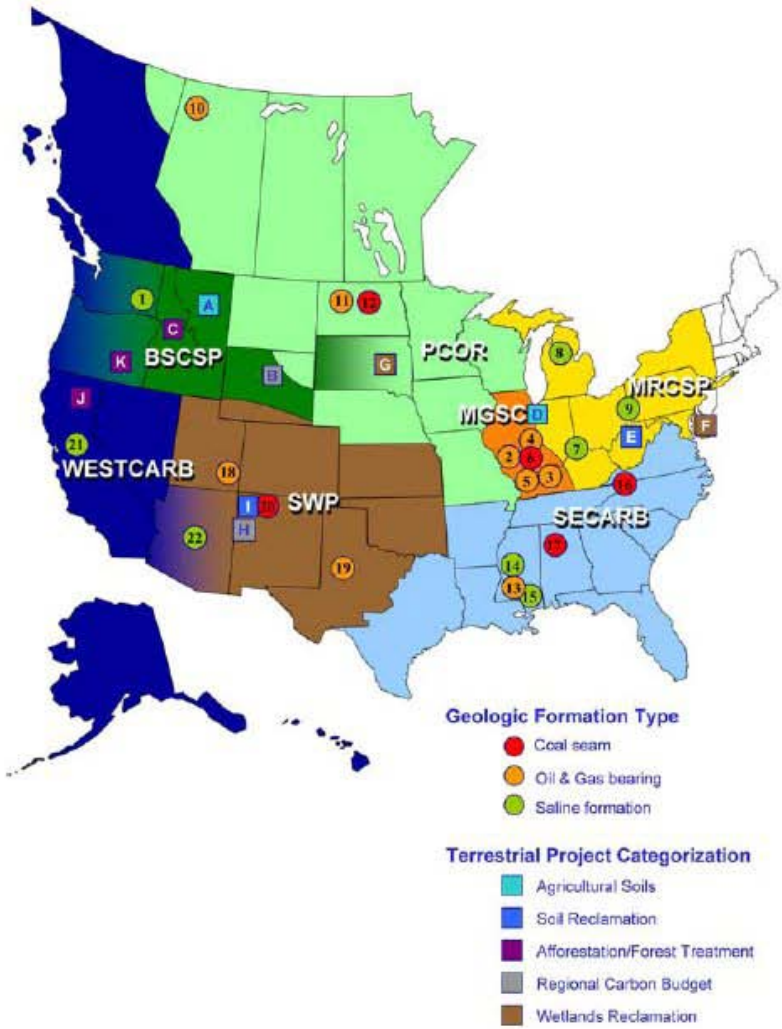 10
1
A
11
12
C
PCOR
8
K
BSCSP
B
G
MRCSP
J
MGSC
D
9
F
21
4
E
WESTCARB
2
6
7
18
5
3
16
I
20
SWP
SECARB
H
22
17
19
14
13
15
Geologic Formation Type
Coal seam
Oil & Gas bearing
Saline formation
Terrestrial Project Categorization
Agricultural Soils
Soil Reclamation
Afforestation/Forest Treatment
Regional Carbon Budget
Wetlands Reclamation